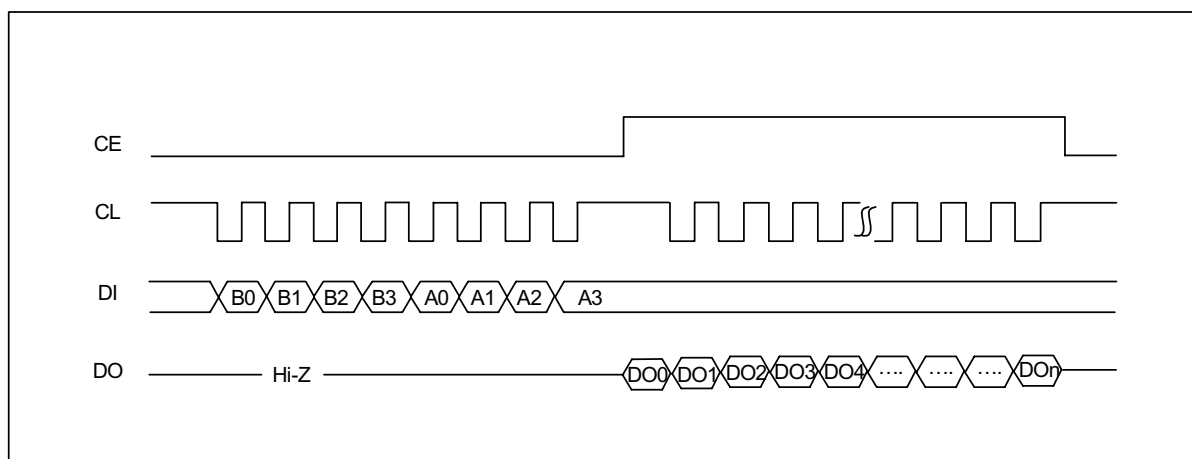 CE
CL
DI B0 B1 B2 B3 A0 A1 A2 A3
DO Hi-Z DO0 DO1 DO2 DO3 DO4 .... .... .... DOn